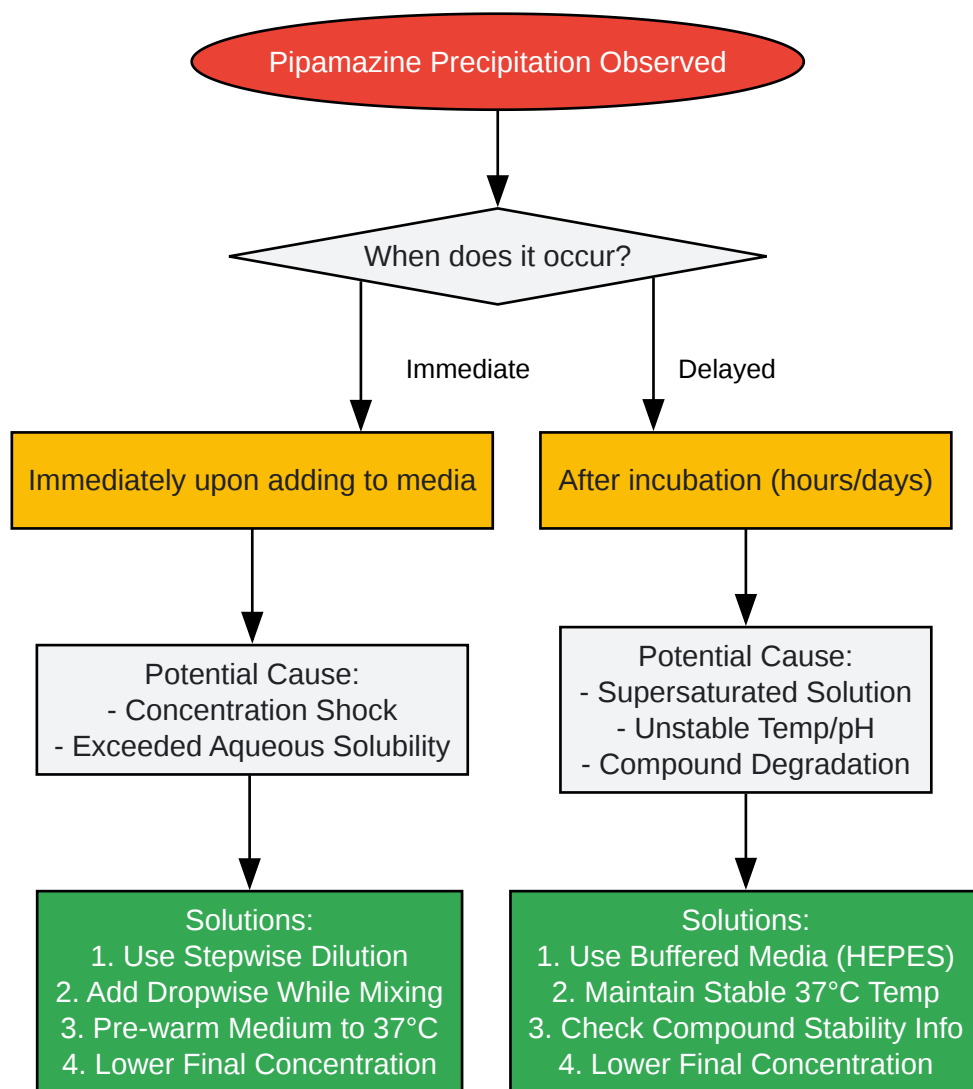 Pipamazine Precipitation Observed
When does it occur?
Immediate
Delayed
Immediately upon adding to media
After incubation (hours/days)
Potential Cause:
- Concentration Shock
- Exceeded Aqueous Solubility
Potential Cause:
- Supersaturated Solution
- Unstable Temp/pH
- Compound Degradation
Solutions:
1. Use Stepwise Dilution
2. Add Dropwise While Mixing
3. Pre-warm Medium to 37°C
4. Lower Final Concentration
Solutions:
1. Use Buffered Media (HEPES)
2. Maintain Stable 37°C Temp
3. Check Compound Stability Info
4. Lower Final Concentration